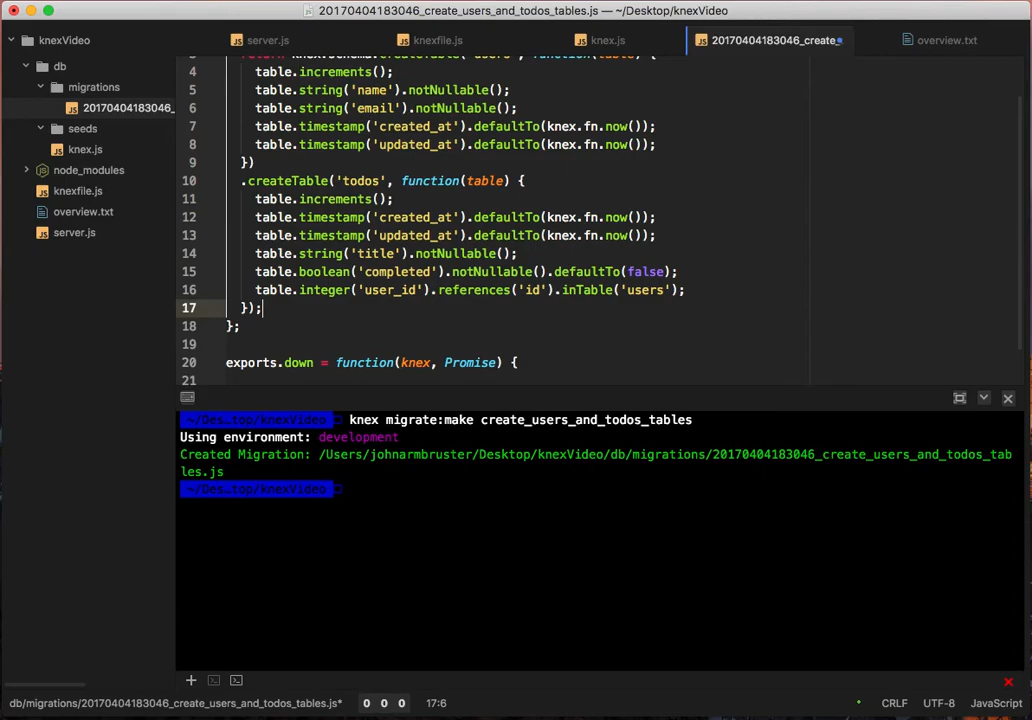 20170404183046_create_users_and_todos_tables.js — ~/Desktop/knexVideo
knexVideo
db
migrations
20170404183046_
seeds
knex.js
node_modules
knexfile.js
overview.txt
server.js
server.js
knexfile.js
knex.js
20170404183046_create
overview.txt
4 table.increments();
5 table.string('name').notNullable();
6 table.string('email').notNullable();
7 table.timestamp('created_at').defaultTo(knex.fn.now());
8 table.timestamp('updated_at').defaultTo(knex.fn.now());
9 })
10 .createTable('todos', function(table) {
11 table.increments();
12 table.timestamp('created_at').defaultTo(knex.fn.now());
13 table.timestamp('updated_at').defaultTo(knex.fn.now());
14 table.string('title').notNullable();
15 table.boolean('completed').notNullable().defaultTo(false);
16 table.integer('user_id').references('id').inTable('users');
17 });
18 };
19
20 exports.down = function(knex, Promise) {
21
~/Des…top/knexVideo knex migrate:make create_users_and_todos_tables
Using environment: development
Created Migration: /Users/johnarmbruster/Desktop/knexVideo/db/migrations/20170404183046_create_users_and_todos_tab
les.js
~/Des…top/knexVideo
db/migrations/20170404183046_create_users_and_todos_tables.js* 0 0 0 17:6 CRLF UTF-8 JavaScript